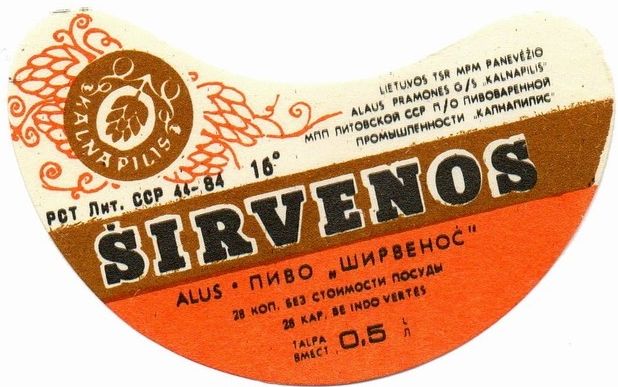 KALNAPILIS
LIETUVOS TSR MPM PANEVĖŽIO
ALAUS PRAMONĖS G/S „KALNAPILIS"
МПП ЛИТОВСКОЙ ССР П/О ПИВОВАРЕННОЙ
ПРОМЫШЛЕННОСТИ „КАЛНАПИЛИС"
РСТ Лит. ССР 44-84 16°
ŠIRVENOS
ALUS · ПИВО „ШИРВЕНОС"
28 КОП. БЕЗ СТОИМОСТИ ПОСУДЫ
28 KAP. BE INDO VERTĖS
TALPA
ВМЕСТ. 0,5 L
Л